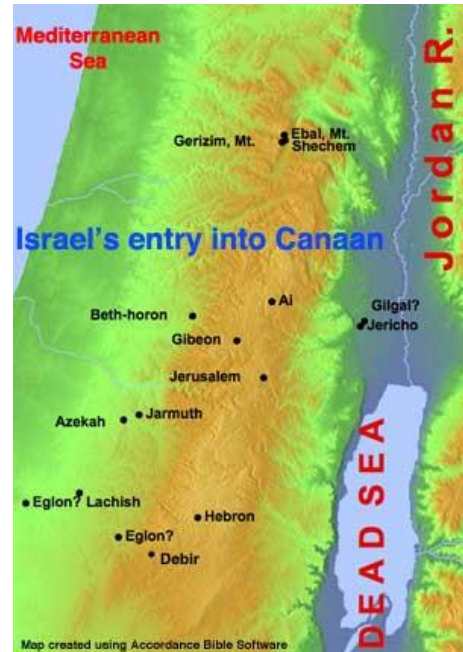 Mediterranean
Sea
Jordan R.
Ebal, Mt.
Gerizim, Mt.
Shechem
Israel's entry into Canaan
Ai
Gilgal?
Beth-horon
Jericho
Gibeon
Jerusalem
Jarmuth
Azekah
DEAD SEA
Eglon? Lachish
Hebron
Eglon?
Debir
Map created using Accordance Bible Software